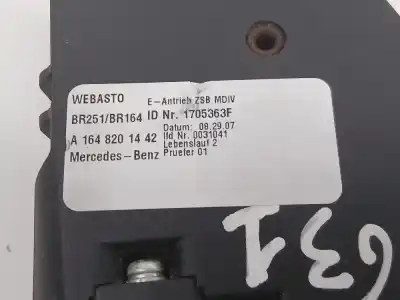 WEBASTO E-Antrieb ZSB MDIV
BR251/BR164 ID Nr. 1705363F
Datum: 08.29.07
A 164 820 14 42 lfd Nr. 0031041
Lebenslauf 2
Mercedes-Benz Prueler 01
631